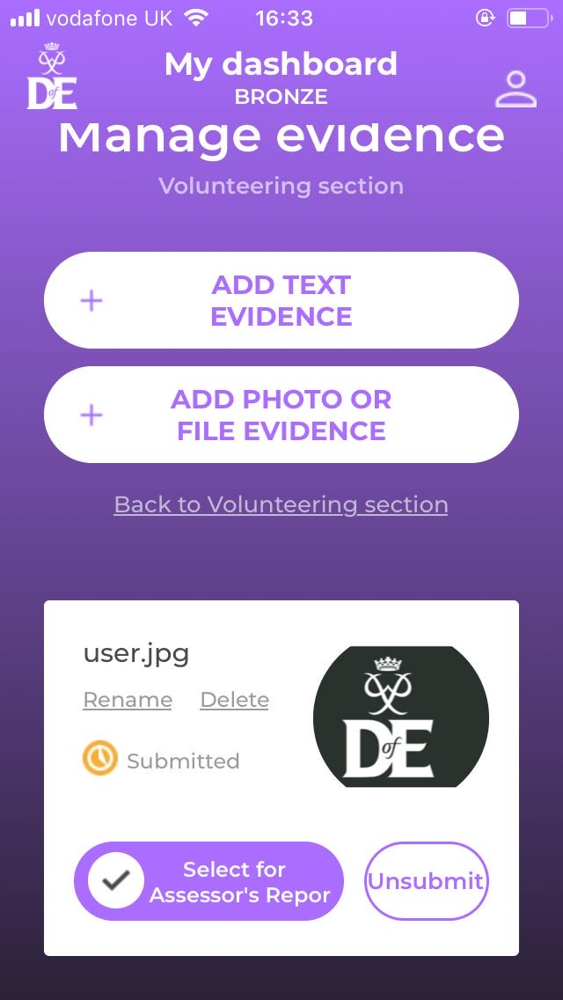 vodafone UK 16:33
My dashboard
BRONZE
DofE
Manage evidence
Volunteering section
+ ADD TEXT
EVIDENCE
+ ADD PHOTO OR
FILE EVIDENCE
Back to Volunteering section
user.jpg
Rename Delete
Submitted
DofE
Select for
Assessor's Repor
Unsubmit